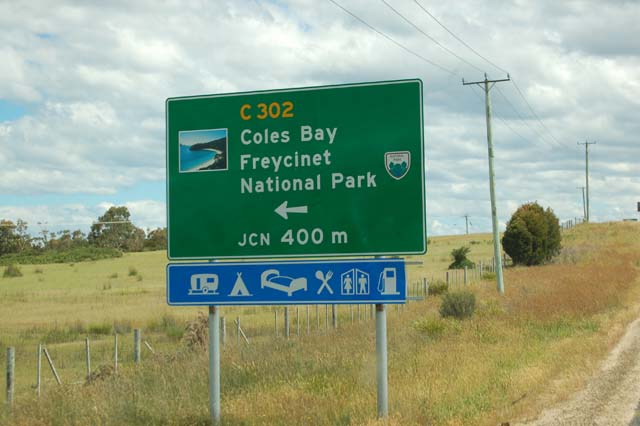 C 302
Coles Bay
Freycinet
National Park
JCN 400 m